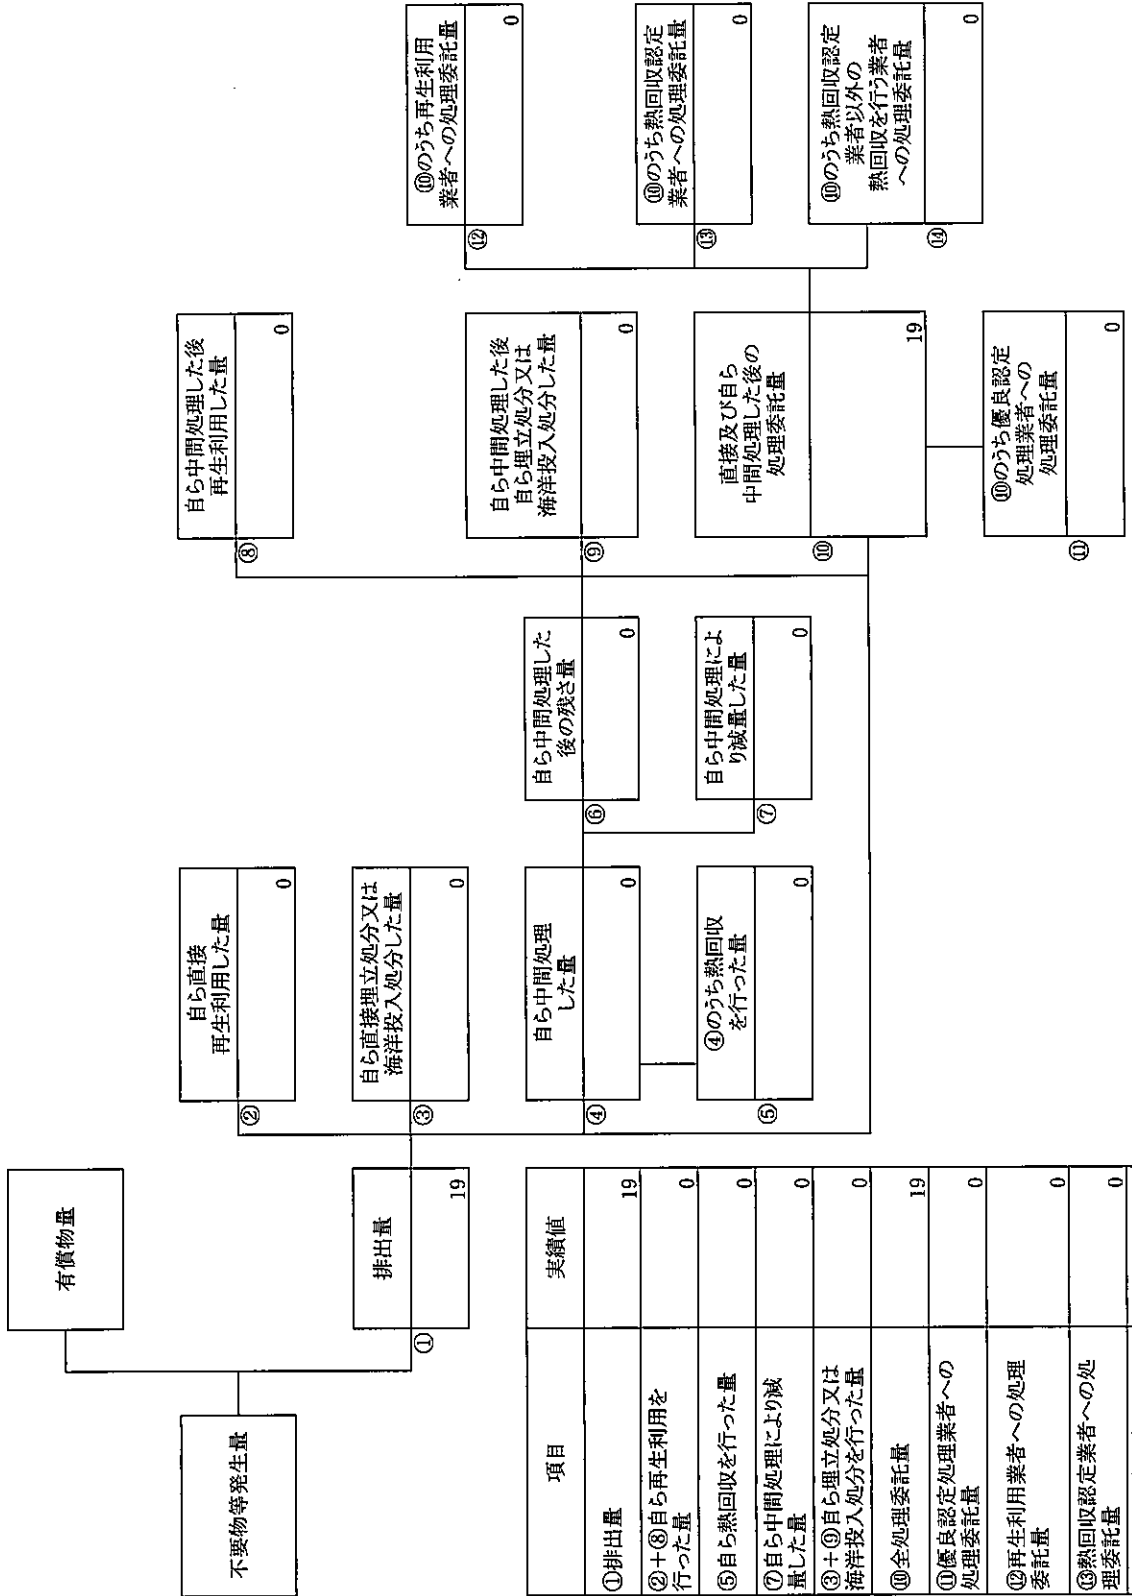 不要物等発生量
有償物量
①
排出量
19
②
自ら直接
再生利用した量
0
③
自ら直接埋立処分又は
海洋投入処分した量
0
④
自ら中間処理
した量
0
⑤
④のうち熱回収
を行った量
0
⑥
自ら中間処理した
後の残さ量
0
⑦
自ら中間処理によ
り減量した量
0
⑧
自ら中間処理した後
再生利用した量
0
⑨
自ら中間処理した後
自ら埋立処分又は
海洋投入処分した量
0
⑩
直接及び自ら
中間処理した後の
処理委託量
19
⑪
⑩のうち優良認定
処理業者への
処理委託量
0
⑫
⑩のうち再生利用
業者への処理委託量
0
⑬
⑩のうち熱回収認定
業者への処理委託量
0
⑭
⑩のうち熱回収認定
業者以外の
熱回収を行う業者
への処理委託量
0
項目
実績値
①排出量
19
②+⑧自ら再生利用を
行った量
0
⑤自ら熱回収を行った量
0
⑦自ら中間処理により減
量した量
0
③+⑨自ら埋立処分又は
海洋投入処分を行った量
0
⑩全処理委託量
19
⑪優良認定処理業者への
処理委託量
0
⑫再生利用業者への処理
委託量
0
⑬熱回収認定業者への処
理委託量
0